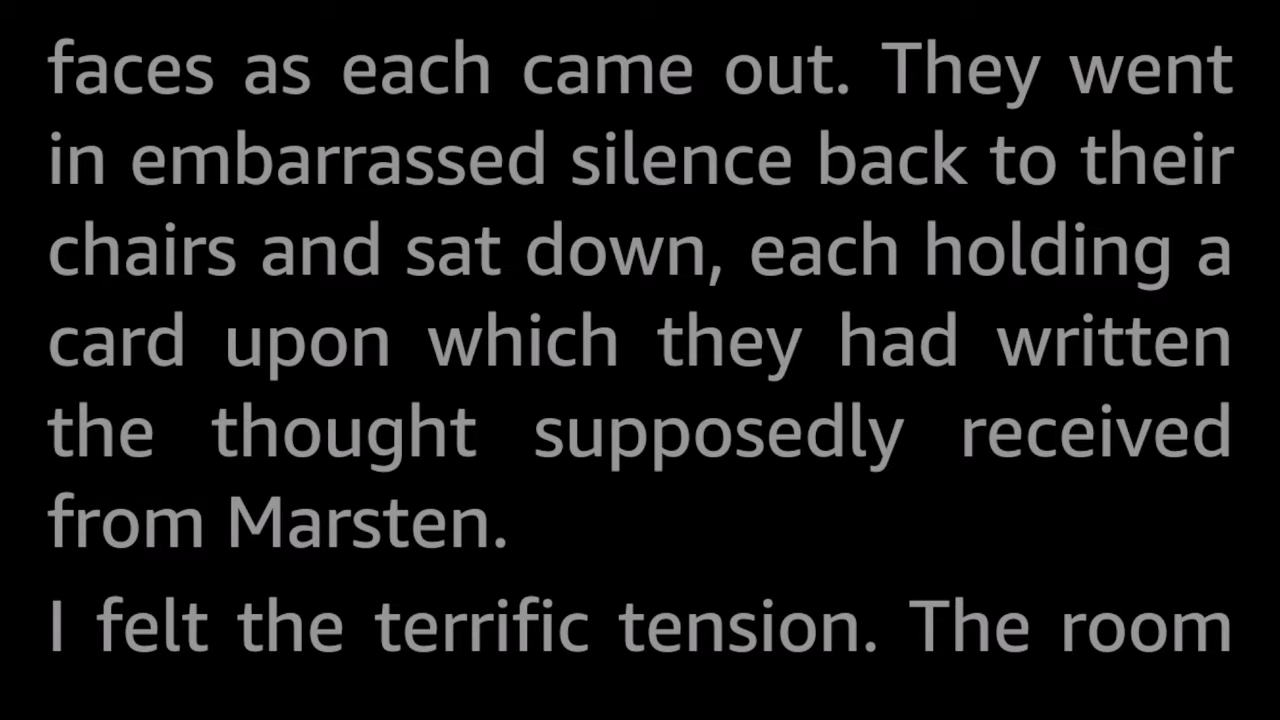 faces as each came out. They went
in embarrassed silence back to their
chairs and sat down, each holding a
card upon which they had written
the thought supposedly received
from Marsten.
I felt the terrific tension. The room